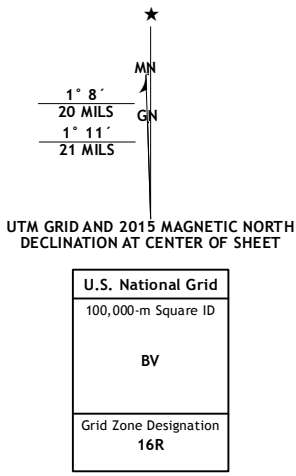 MN
1° 8´
20 MILS
GN
1° 11´
21 MILS
UTM GRID AND 2015 MAGNETIC NORTH
DECLINATION AT CENTER OF SHEET
U.S. National Grid
100,000-m Square ID
BV
Grid Zone Designation
16R